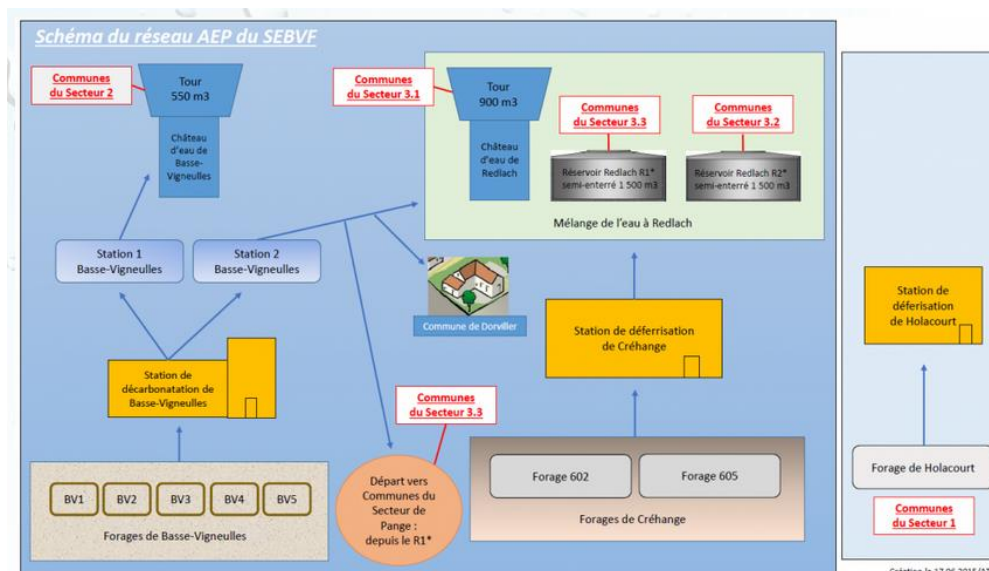 Schéma du réseau AEP du SEBVF
Communes
du Secteur 2
Tour
550 m3
Château
d'eau de
Basse-
Vigneulles
Communes
du Secteur 3.1
Tour
900 m3
Château
d'eau de
Redlach
Communes
du Secteur 3.3
Réservoir Redlach R1*
semi-enterré 1 500 m3
Communes
du Secteur 3.2
Réservoir Redlach R2*
semi-enterré 1 500 m3
Mélange de l'eau à Redlach
Station 1
Basse-Vigneulles
Station 2
Basse-Vigneulles
Commune de Dorviller
Station de déferrisation
de Créhange
Station de
déferisation
de Holacourt
Station de
décarbonatation de
Basse-Vigneulles
Communes
du Secteur 3.3
BV1
BV2
BV3
BV4
BV5
Forages de Basse-Vigneulles
Départ vers
Communes du
Secteur de
Pange :
depuis le R1*
Forage 602
Forage 605
Forages de Créhange
Forage de Holacourt
Communes
du Secteur 1
Création le 17.06.2015